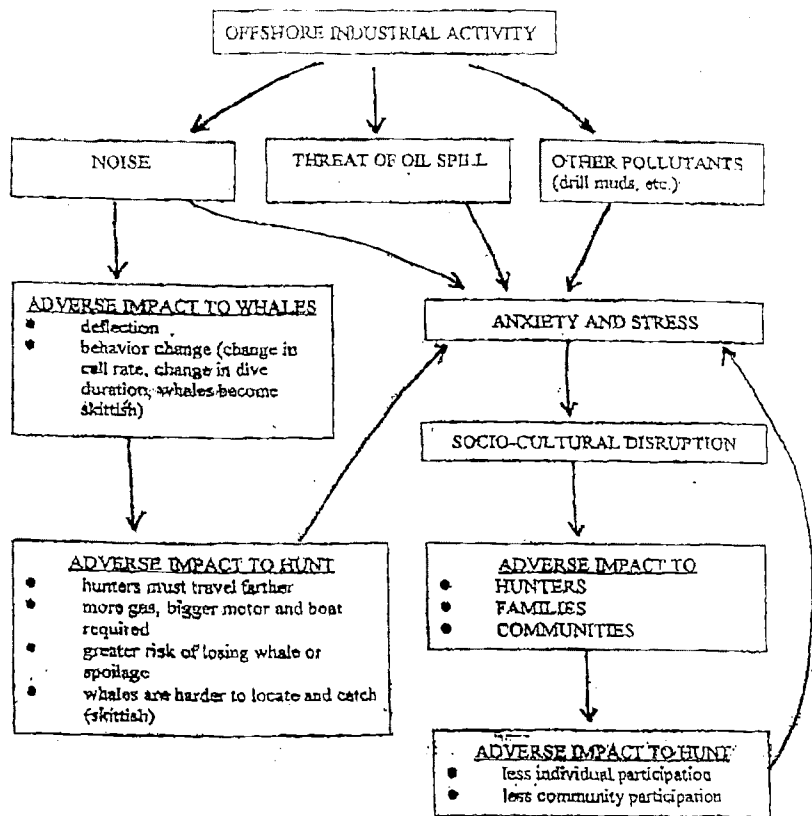 OFFSHORE INDUSTRIAL ACTIVITY
NOISE
THREAT OF OIL SPILL
OTHER POLLUTANTS
(drill muds, etc.)
ADVERSE IMPACT TO WHALES
• deflection
• behavior change (change in
call rate, change in dive
duration, whales become
skittish)
ANXIETY AND STRESS
SOCIO-CULTURAL DISRUPTION
ADVERSE IMPACT TO HUNT
• hunters must travel farther
• more gas, bigger motor and boat
required
• greater risk of losing whale or
spoilage
• whales are harder to locate and catch
(skittish)
ADVERSE IMPACT TO
• HUNTERS
• FAMILIES
• COMMUNITIES
ADVERSE IMPACT TO HUNT
• less individual participation
• less community participation